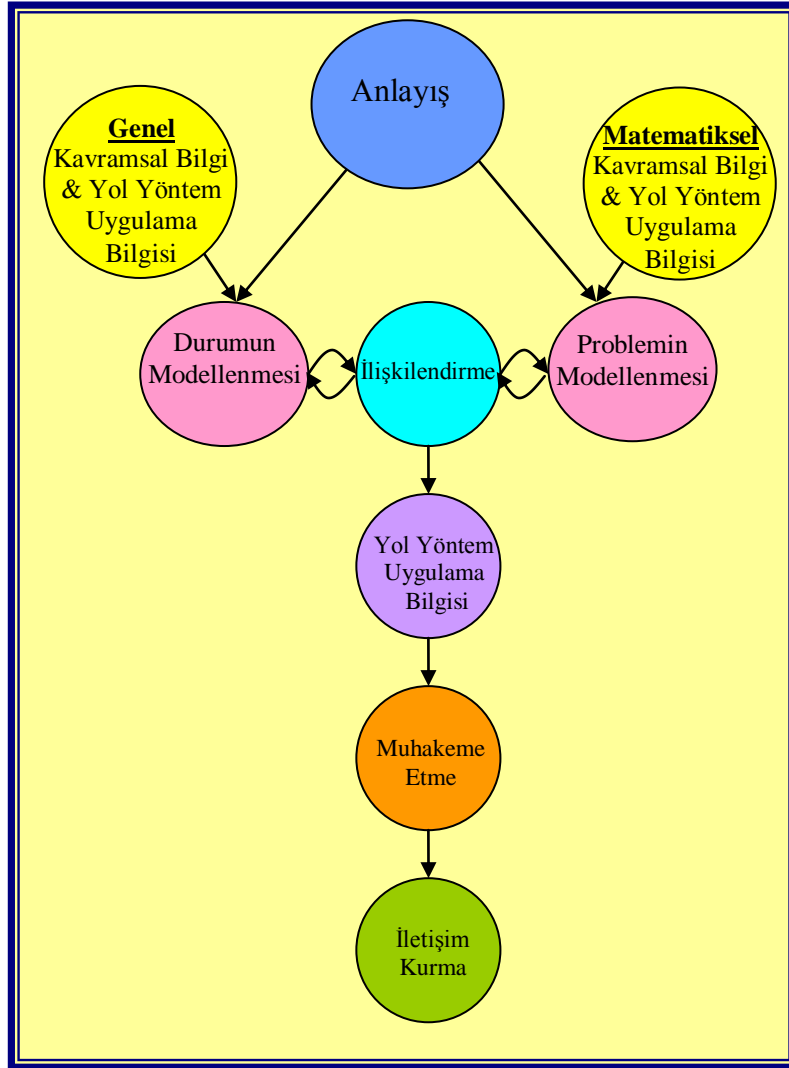 Anlayış
Genel
Kavramsal Bilgi
& Yol Yöntem
Uygulama
Bilgisi
Matematiksel
Kavramsal Bilgi
& Yol Yöntem
Uygulama
Bilgisi
Durumun
Modellenmesi
İlişkilendirme
Problemin
Modellenmesi
Yol Yöntem
Uygulama
Bilgisi
Muhakeme
Etme
İletişim
Kurma